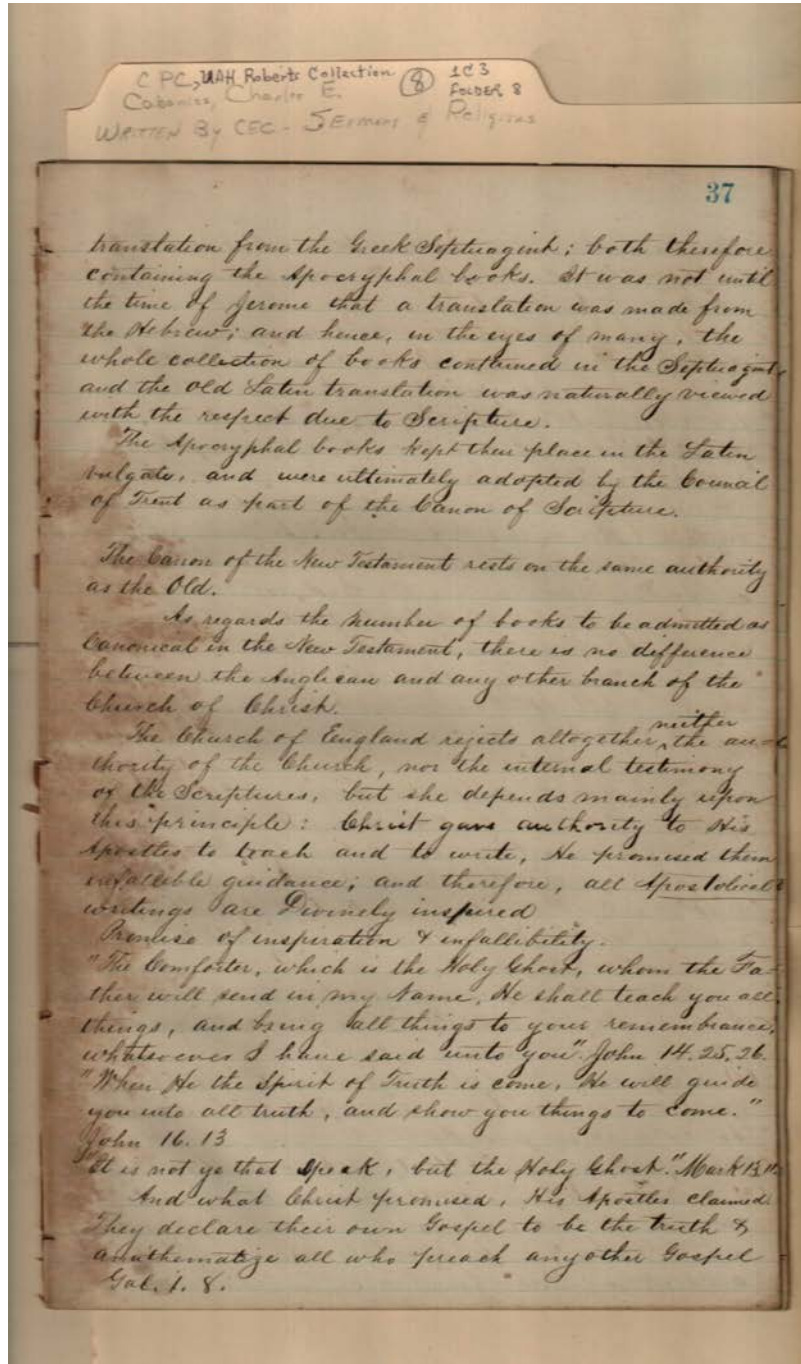 CPC, UAH Roberts Collection 8 1C3
FOLDER 8
Cabaniss, Charles E.
WRITTEN By CEC - SERMONS & Religious
37
translation from the Greek Septuagint; both therefore
containing the Apocryphal books. It was not until
the time of Jerome that a translation was made from
the Hebrew; and hence, in the eyes of many, the
whole collection of books contained in the Septuagint
and the Old Latin translation was naturally viewed
with the respect due to Scripture.
The Apocryphal books kept their place in the Latin
vulgate, and were ultimately adopted by the Council
of Trent as part of the Canon of Scripture.
The Canon of the New Testament rests on the same authority
as the Old.
As regards the number of books to be admitted as
Canonical in the New Testament, there is no difference
between the Anglican and any other branch of the
Church of Christ.
neither
The Church of England rejects altogether, the au-
thority of the Church, nor the internal testimony
of the Scriptures, but she depends mainly upon
this principle: Christ gave authority to His
Apostles to teach and to write, He promised them
infallible guidance; and therefore, all Apostolical
writings are Divinely inspired
Promise of inspiration & infallibility.
"The Comforter, which is the Holy Ghost, whom the Fa-
ther will send in my Name, He shall teach you all
things, and bring all things to your remembrance,
whatsoever I have said unto you" John 14. 25, 26.
"When He the Spirit of Truth is come, He will guide
you into all truth, and show you things to come."
John 16. 13
"It is not ye that speak, but the Holy Ghost." Mark 13. 11
And what Christ promised, His Apostles claimed
They declare their own Gospel to be the truth &
anathematize all who preach any other Gospel
Gal. 1. 8.